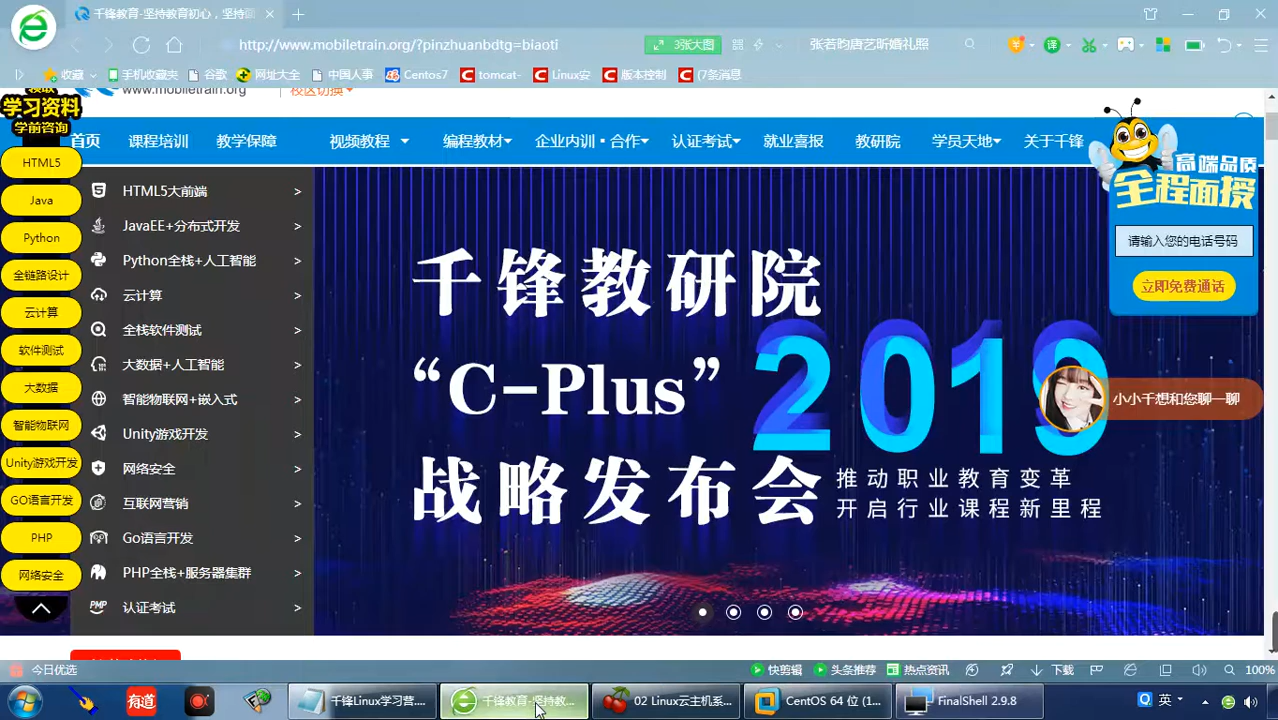 千锋教育-坚持教育初心，坚持
http://www.mobiletrain.org/?pinzhuanbdtg=biaoti
3张大图
张若昀唐艺昕婚礼照
收藏
手机收藏夹
谷歌
网址大全
中国人事
Centos7
tomcat-
Linux安
版本控制
(7条消息
www.mobiletrain.org
校区切换
领取
学习资料
学前咨询
首页
课程培训
教学保障
视频教程
编程教材
企业内训·合作
认证考试
就业喜报
教研院
学员天地
关于千锋
HTML5
Java
Python
全链路设计
云计算
软件测试
大数据
智能物联网
Unity游戏开发
GO语言开发
PHP
网络安全
HTML5大前端 >
JavaEE+分布式开发 >
Python全栈+人工智能 >
云计算 >
全栈软件测试 >
大数据+人工智能 >
智能物联网+嵌入式 >
Unity游戏开发 >
网络安全 >
互联网营销 >
Go语言开发 >
PHP全栈+服务器集群 >
认证考试 >
千锋教研院
“C-Plus”
战略发布会
2019
推动职业教育变革
开启行业课程新里程
高端品质
全程面授
请输入您的电话号码
立即免费通话
小小千想和您聊一聊
今日优选
快剪辑
头条推荐
热点资讯
下载
100%
有道
千锋Linux学习营...
千锋教育-坚持教...
02 Linux云主机系...
CentOS 64 位 (1...
FinalShell 2.9.8
英